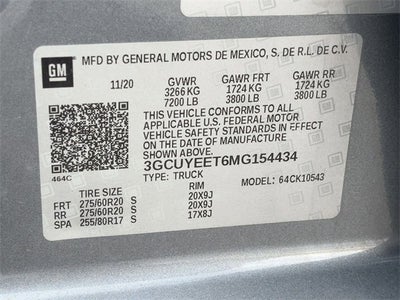 GM
MFD BY GENERAL MOTORS DE MEXICO, S. DE R.L. DE C.V.
11/20 GVWR GAWR FRT GAWR RR
3266 KG 1724 KG 1724 KG
7200 LB 3800 LB 3800 LB
THIS VEHICLE CONFORMS TO ALL
APPLICABLE U.S. FEDERAL MOTOR
VEHICLE SAFETY STANDARDS IN
EFFECT ON THE DATE OF
MANUFACTURE SHOWN ABOVE.
464C 3GCUYEET6MG154434
TYPE: TRUCK 64CK10543
TIRE SIZE RIM
FRT 275/60R20 S 20X9J
RR 275/60R20 S 20X9J
SPA 255/80R17 S 17X8J